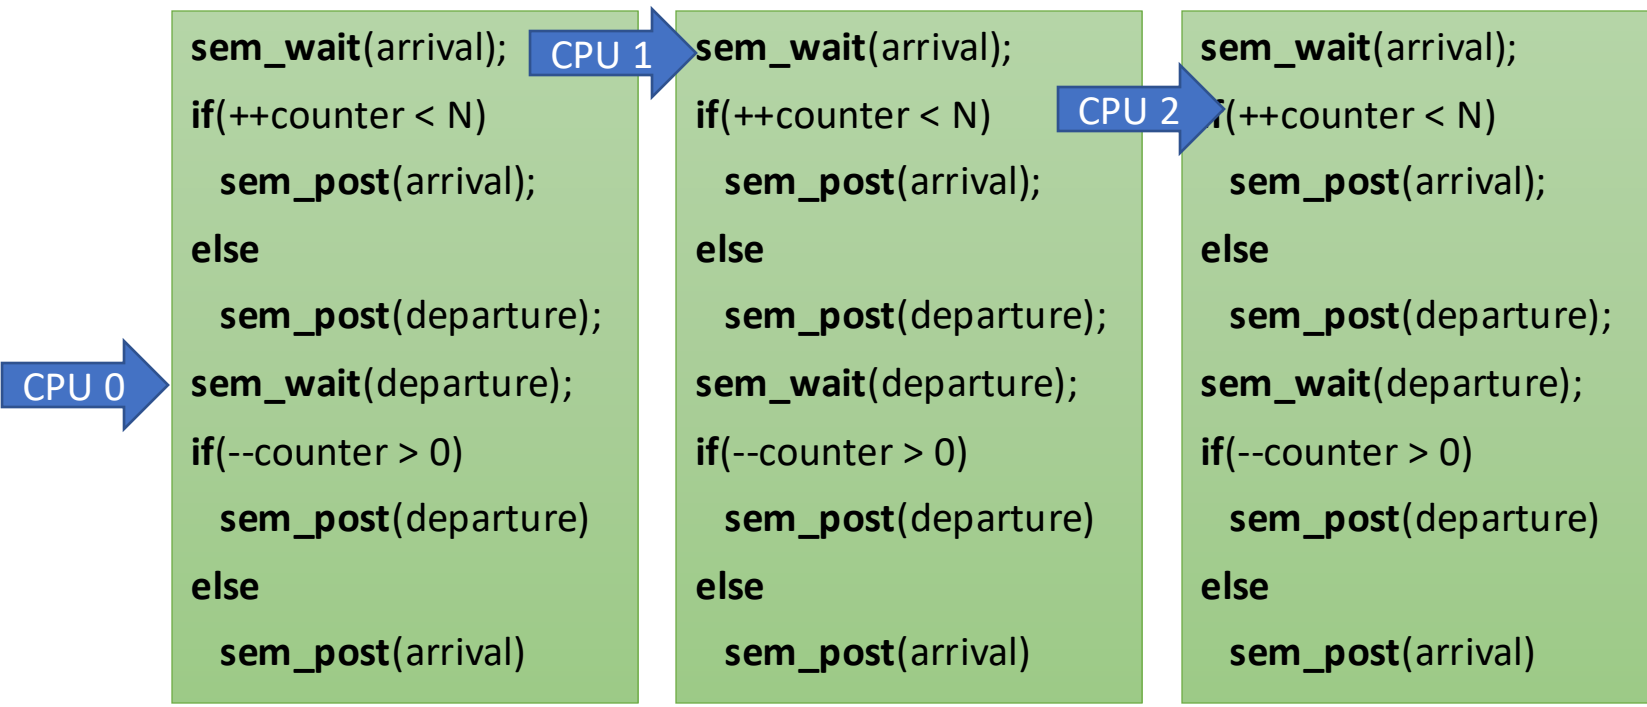 sem_wait(arrival);
if(++counter < N)
sem_post(arrival);
else
sem_post(departure);
sem_wait(departure);
if(--counter > 0)
sem_post(departure)
else
sem_post(arrival)
CPU 0
sem_wait(arrival);
if(++counter < N)
sem_post(arrival);
else
sem_post(departure);
sem_wait(departure);
if(--counter > 0)
sem_post(departure)
else
sem_post(arrival)
CPU 1
sem_wait(arrival);
if(++counter < N)
sem_post(arrival);
else
sem_post(departure);
sem_wait(departure);
if(--counter > 0)
sem_post(departure)
else
sem_post(arrival)
CPU 2